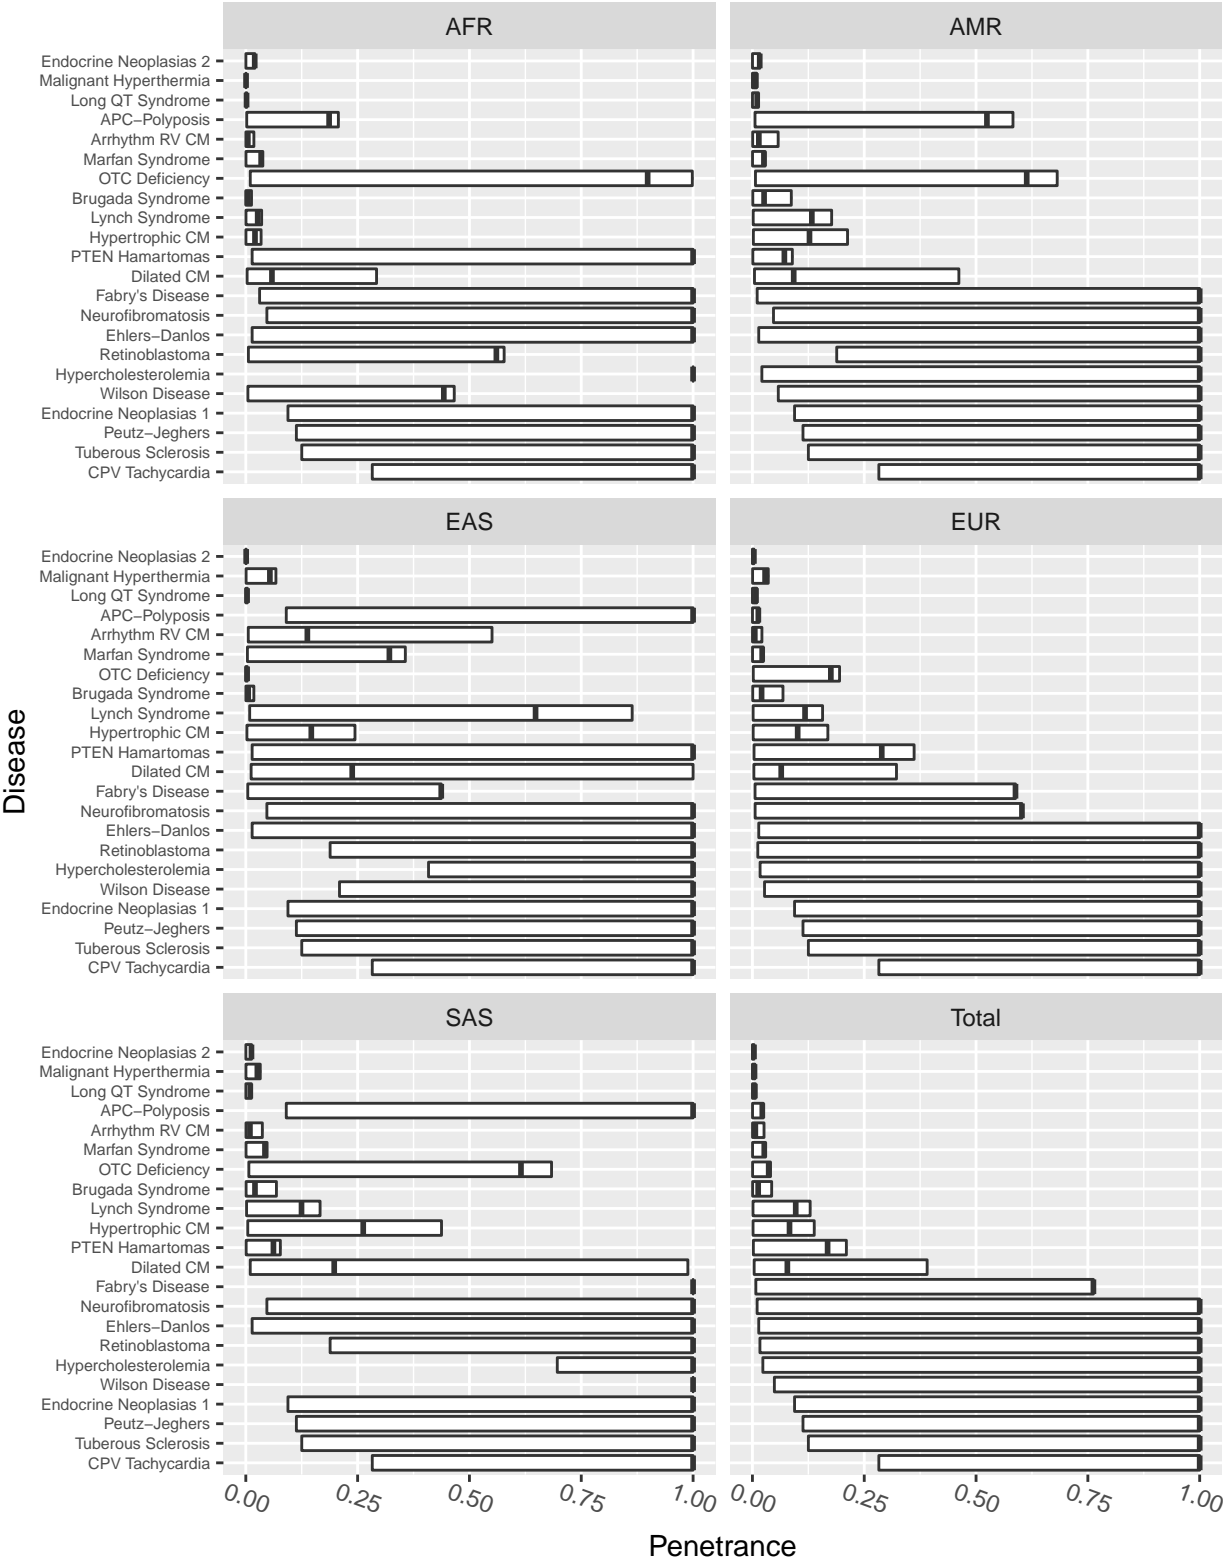 AFR
AMR
Endocrine Neoplasias 2
Malignant Hyperthermia
Long QT Syndrome
APC−Polyposis
Arrhythm RV CM
Marfan Syndrome
OTC Deficiency
Brugada Syndrome
Lynch Syndrome
Hypertrophic CM
PTEN Hamartomas
Dilated CM
Fabry's Disease
Neurofibromatosis
Ehlers−Danlos
Retinoblastoma
Hypercholesterolemia
Wilson Disease
Endocrine Neoplasias 1
Peutz−Jeghers
Tuberous Sclerosis
CPV Tachycardia
EAS
EUR
Endocrine Neoplasias 2
Malignant Hyperthermia
Long QT Syndrome
APC−Polyposis
Arrhythm RV CM
Marfan Syndrome
OTC Deficiency
Brugada Syndrome
Lynch Syndrome
Hypertrophic CM
PTEN Hamartomas
Dilated CM
Fabry's Disease
Neurofibromatosis
Ehlers−Danlos
Retinoblastoma
Hypercholesterolemia
Wilson Disease
Endocrine Neoplasias 1
Peutz−Jeghers
Tuberous Sclerosis
CPV Tachycardia
Disease
SAS
Total
Endocrine Neoplasias 2
Malignant Hyperthermia
Long QT Syndrome
APC−Polyposis
Arrhythm RV CM
Marfan Syndrome
OTC Deficiency
Brugada Syndrome
Lynch Syndrome
Hypertrophic CM
PTEN Hamartomas
Dilated CM
Fabry's Disease
Neurofibromatosis
Ehlers−Danlos
Retinoblastoma
Hypercholesterolemia
Wilson Disease
Endocrine Neoplasias 1
Peutz−Jeghers
Tuberous Sclerosis
CPV Tachycardia
0.00 0.25 0.50 0.75 1.00 0.00 0.25 0.50 0.75 1.00
Penetrance